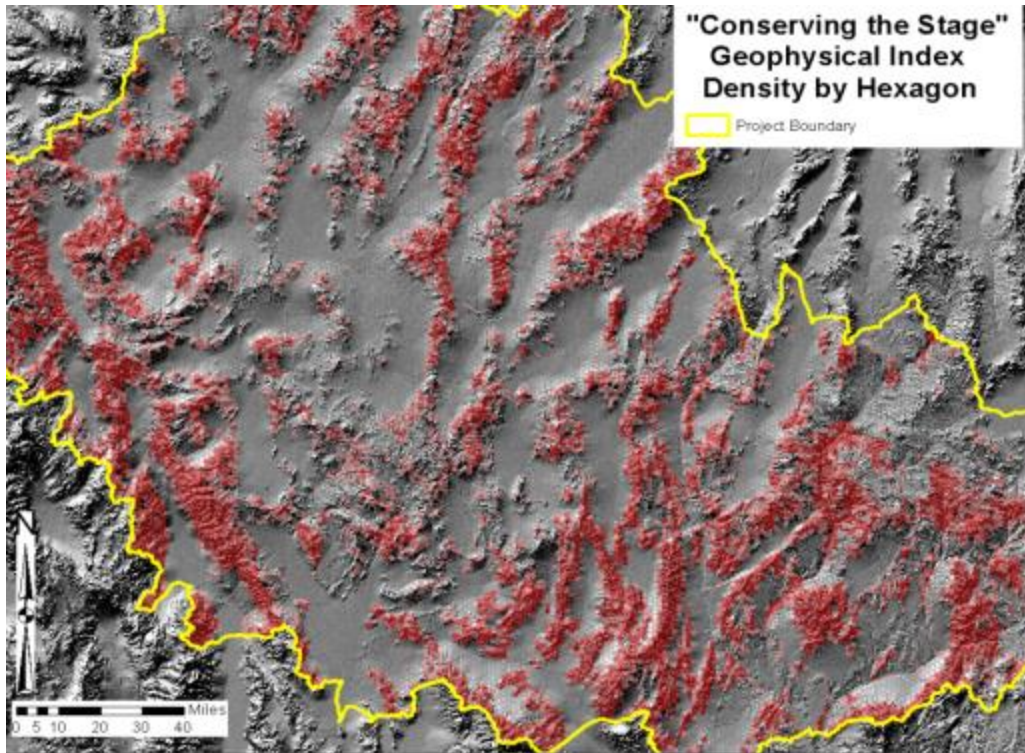 "Conserving the Stage"
Geophysical Index
Density by Hexagon
Project Boundary
N
Miles
0 5 10 20 30 40